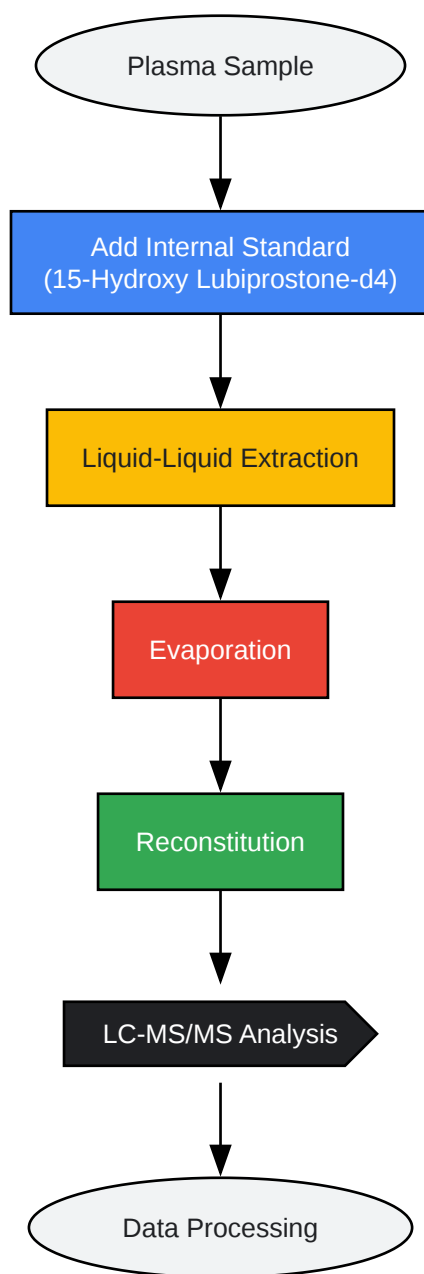 Plasma Sample
Add Internal Standard
(15-Hydroxy Lubiprostone-d4)
Liquid-Liquid Extraction
Evaporation
Reconstitution
LC-MS/MS Analysis
Data Processing